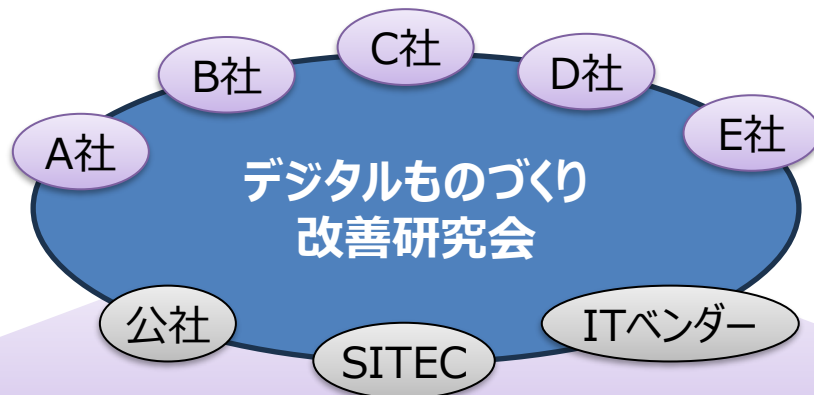 A社
B社
C社
D社
E社
デジタルものづくり
改善研究会
公社
SITEC
ITベンダー